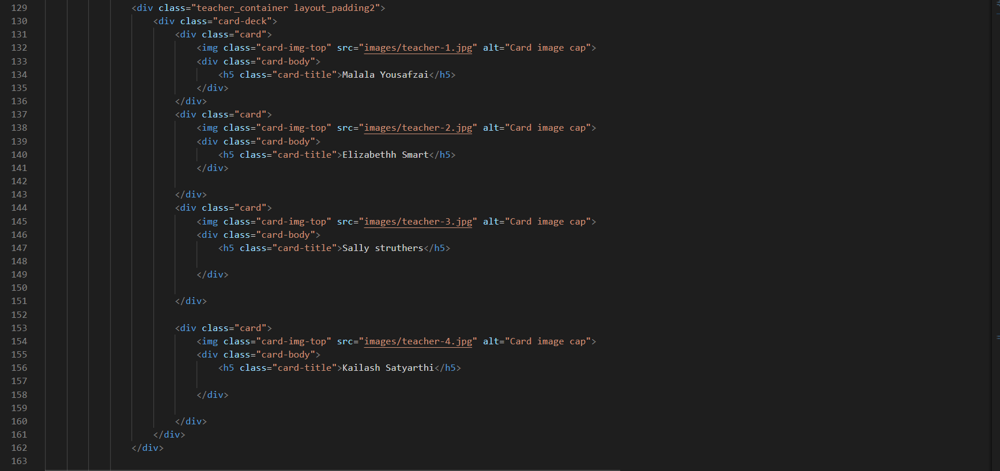 129 <div class="teacher_container layout_padding2">
130 <div class="card-deck">
131 <div class="card">
132 <img class="card-img-top" src="images/teacher-1.jpg" alt="Card image cap">
133 <div class="card-body">
134 <h5 class="card-title">Malala Yousafzai</h5>
135 </div>
136 </div>
137 <div class="card">
138 <img class="card-img-top" src="images/teacher-2.jpg" alt="Card image cap">
139 <div class="card-body">
140 <h5 class="card-title">Elizabethh Smart</h5>
141 </div>
142
143 </div>
144 <div class="card">
145 <img class="card-img-top" src="images/teacher-3.jpg" alt="Card image cap">
146 <div class="card-body">
147 <h5 class="card-title">Sally struthers</h5>
148
149 </div>
150
151 </div>
152
153 <div class="card">
154 <img class="card-img-top" src="images/teacher-4.jpg" alt="Card image cap">
155 <div class="card-body">
156 <h5 class="card-title">Kailash Satyarthi</h5>
157
158 </div>
159
160 </div>
161 </div>
162 </div>
163